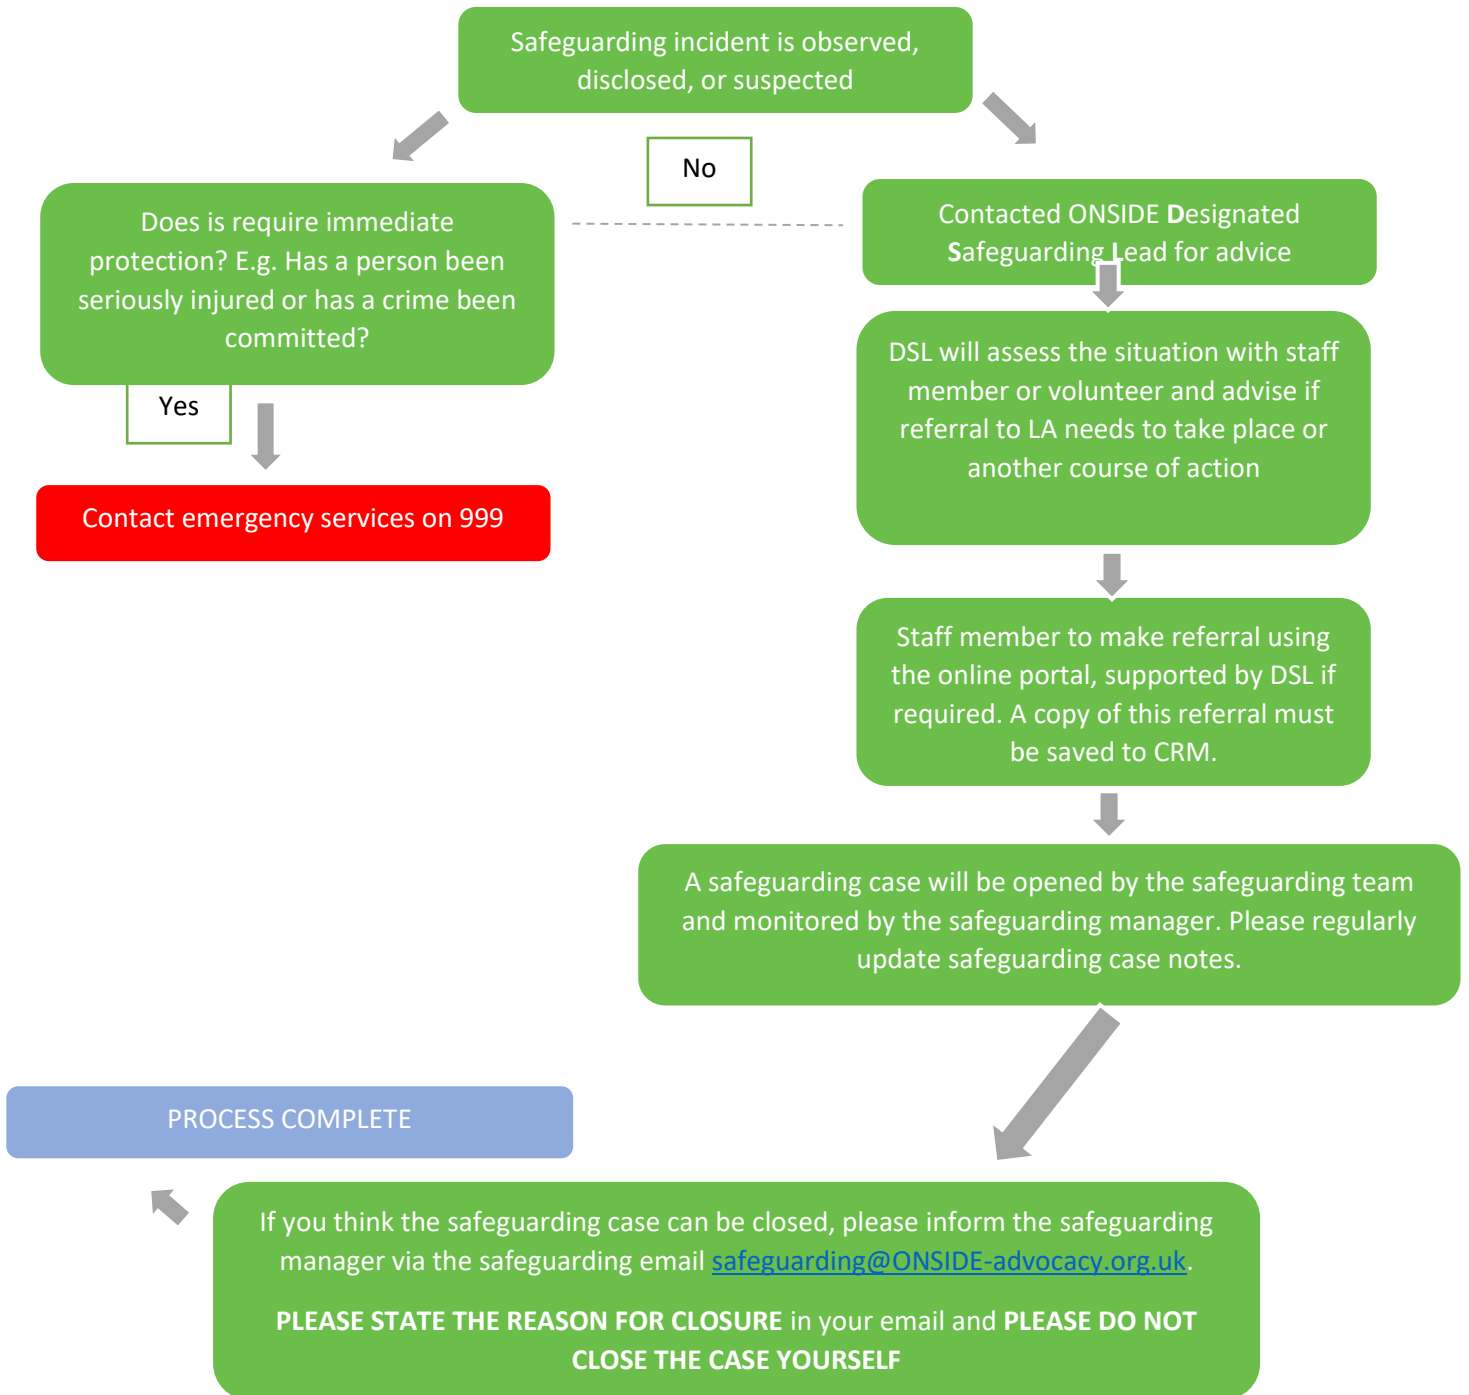 Safeguarding incident is observed,
disclosed, or suspected
No
Does is require immediate
protection? E.g. Has a person been
seriously injured or has a crime been
committed?
Yes
Contact emergency services on 999
Contacted ONSIDE Designated
Safeguarding Lead for advice
DSL will assess the situation with staff
member or volunteer and advise if
referral to LA needs to take place or
another course of action
Staff member to make referral using
the online portal, supported by DSL if
required. A copy of this referral must
be saved to CRM.
A safeguarding case will be opened by the safeguarding team
and monitored by the safeguarding manager. Please regularly
update safeguarding case notes.
If you think the safeguarding case can be closed, please inform the safeguarding
manager via the safeguarding email safeguarding@ONSIDE-advocacy.org.uk.
PLEASE STATE THE REASON FOR CLOSURE in your email and PLEASE DO NOT
CLOSE THE CASE YOURSELF
PROCESS COMPLETE